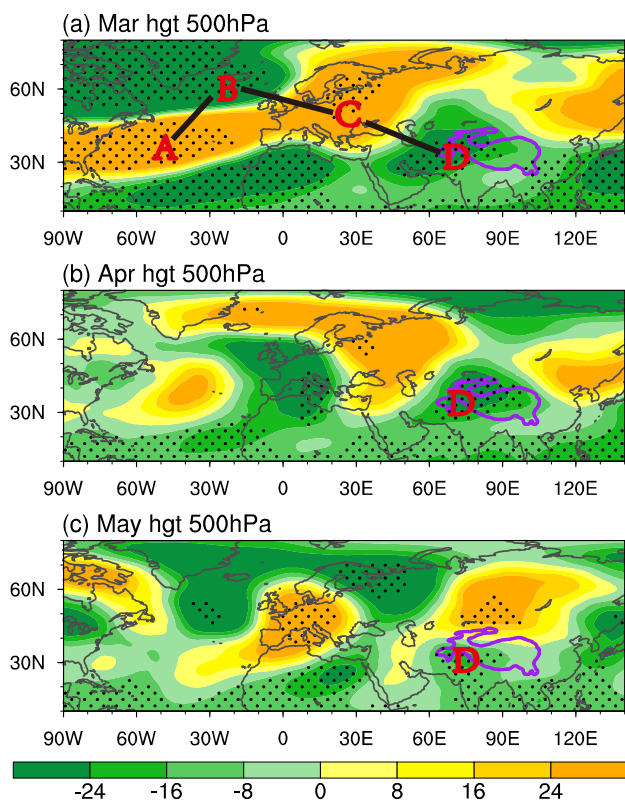 (a) Mar hgt 500hPa
60N
B
C
A
D
30N
90W 60W 30W 0 30E 60E 90E 120E
(b) Apr hgt 500hPa
60N
D
30N
90W 60W 30W 0 30E 60E 90E 120E
(c) May hgt 500hPa
60N
D
30N
90W 60W 30W 0 30E 60E 90E 120E
-24 -16 -8 0 8 16 24